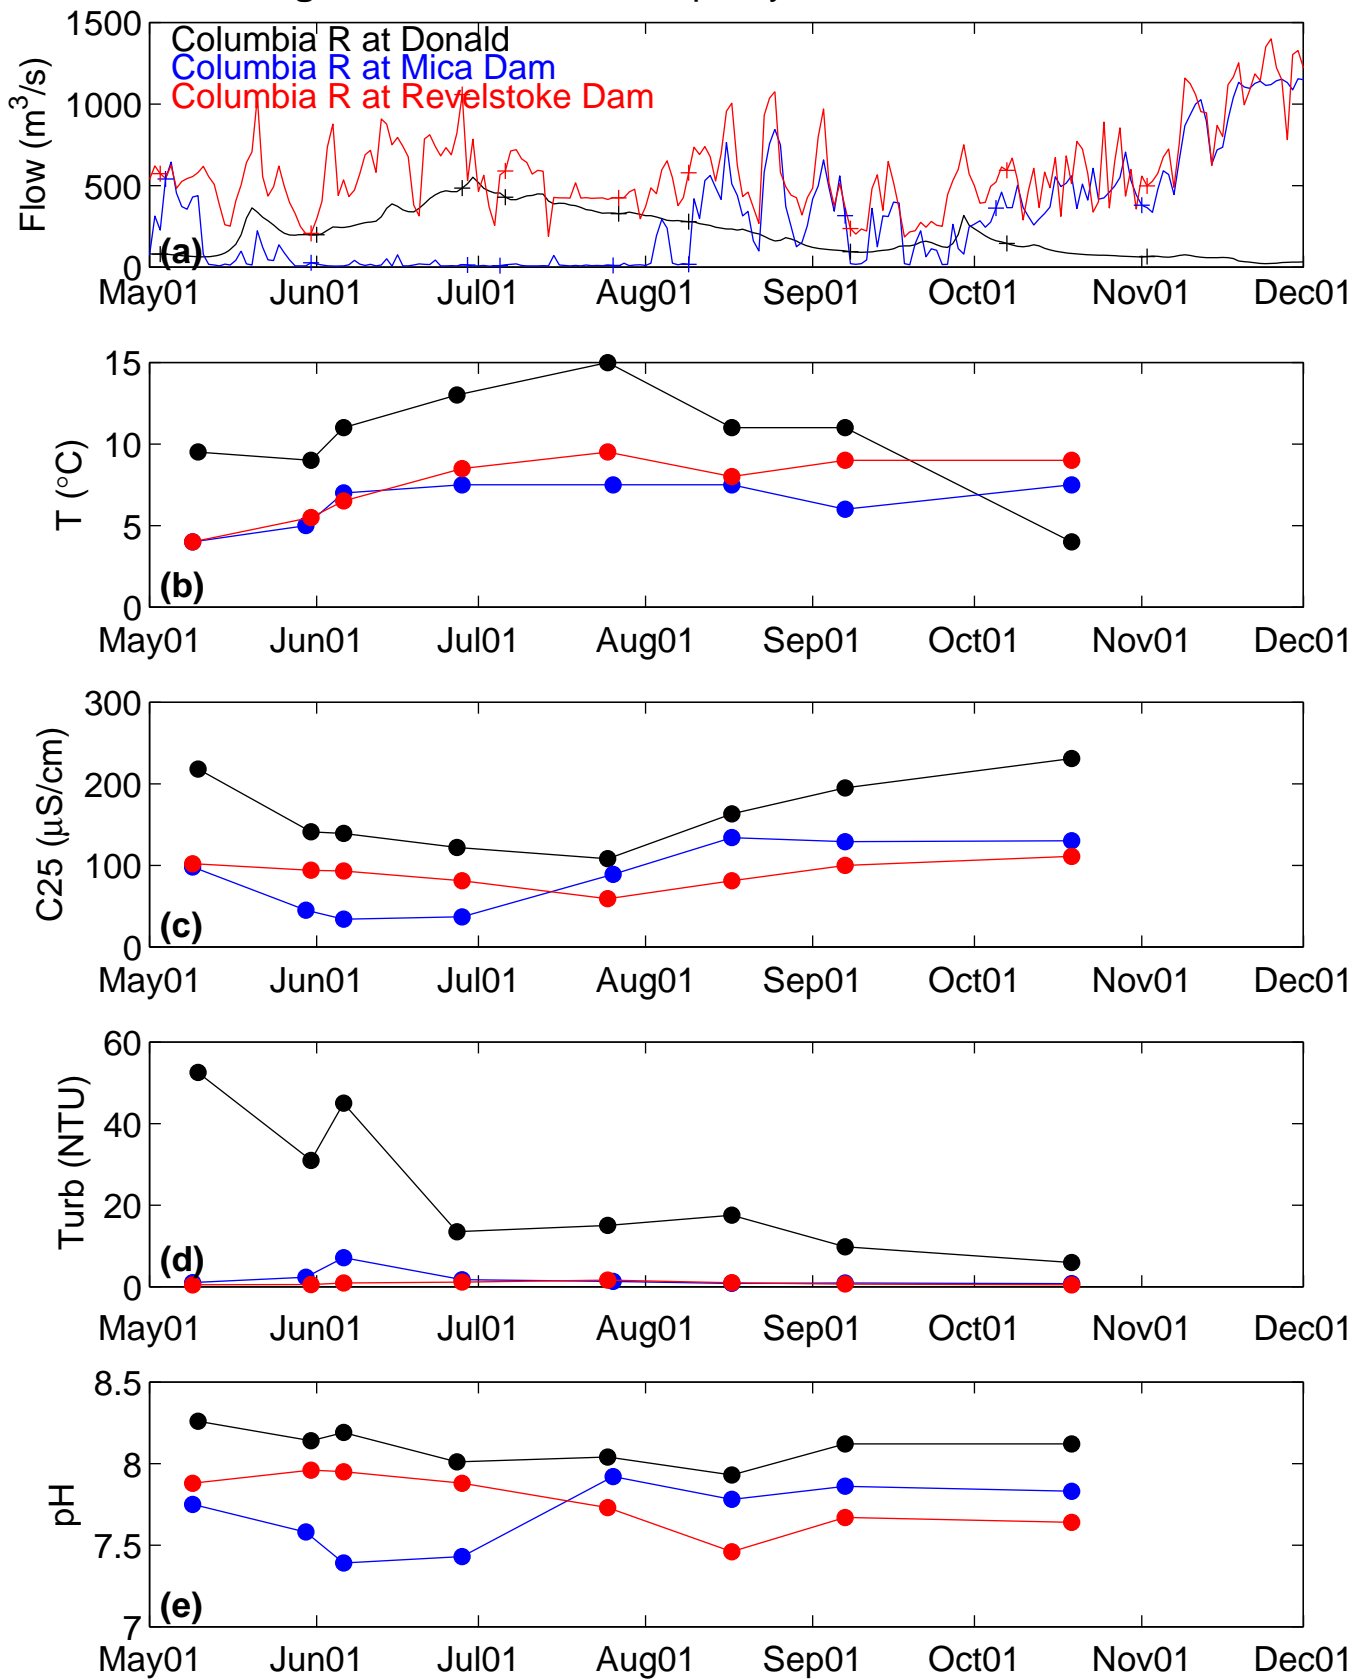 1500
Columbia R at Donald
Columbia R at Mica Dam
1000
Columbia R at Revelstoke Dam
Flow (m³/s)
500
(a)
0
May01 Jun01 Jul01 Aug01 Sep01 Oct01 Nov01 Dec01
15
10
T (°C)
5
(b)
0
May01 Jun01 Jul01 Aug01 Sep01 Oct01 Nov01 Dec01
300
200
C25 (μS/cm)
100
(c)
0
May01 Jun01 Jul01 Aug01 Sep01 Oct01 Nov01 Dec01
60
40
Turb (NTU)
20
(d)
0
May01 Jun01 Jul01 Aug01 Sep01 Oct01 Nov01 Dec01
8.5
8
pH
7.5
(e)
7
May01 Jun01 Jul01 Aug01 Sep01 Oct01 Nov01 Dec01